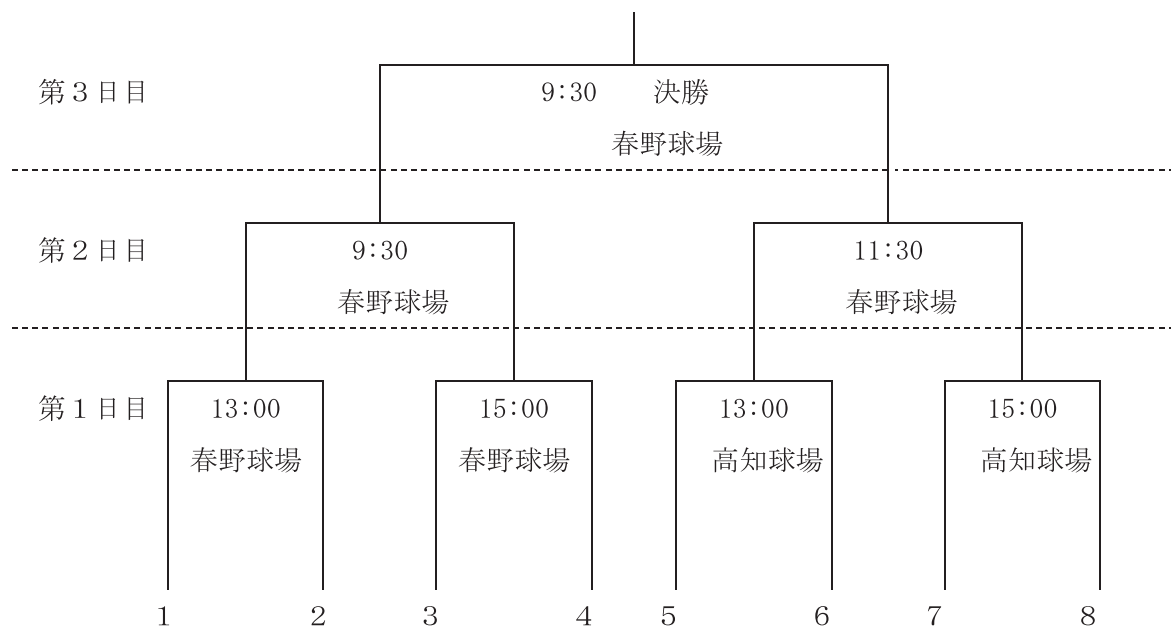 第３日目
9:30 決勝
春野球場
第２日目
9:30
11:30
春野球場
春野球場
第１日目
13:00
15:00
13:00
15:00
春野球場
春野球場
高知球場
高知球場
1 2 3 4 5 6 7 8